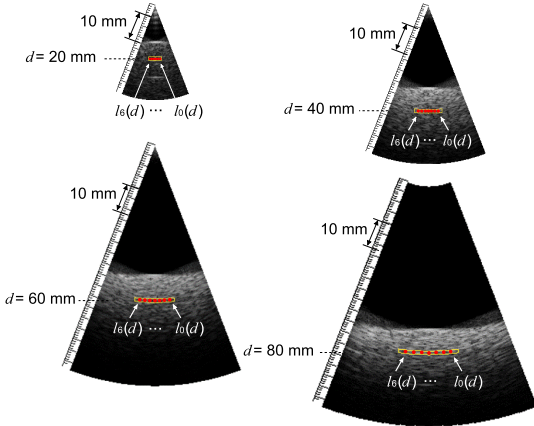 10 mm
d= 20 mm
l₆(d) ··· l₀(d)
10 mm
d= 40 mm
l₆(d) ··· l₀(d)
10 mm
d= 60 mm
l₆(d) ··· l₀(d)
10 mm
d= 80 mm
l₆(d) ··· l₀(d)